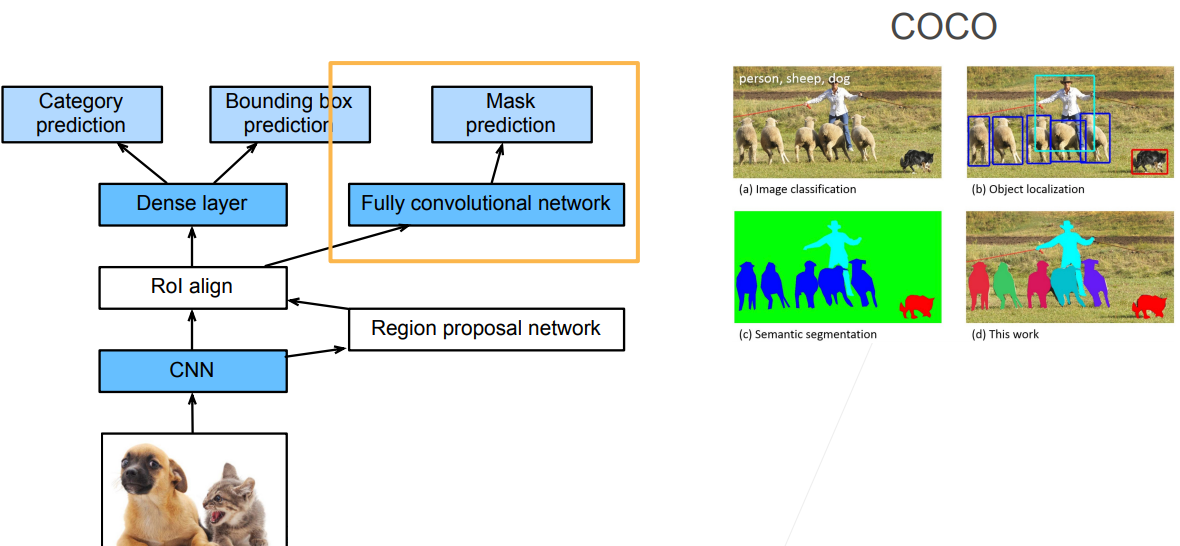 COCO
Category
prediction
Bounding box
prediction
Mask
prediction
Dense layer
Fully convolutional network
RoI align
Region proposal network
CNN
person, sheep, dog
(a) Image classification
(b) Object localization
(c) Semantic segmentation
(d) This work